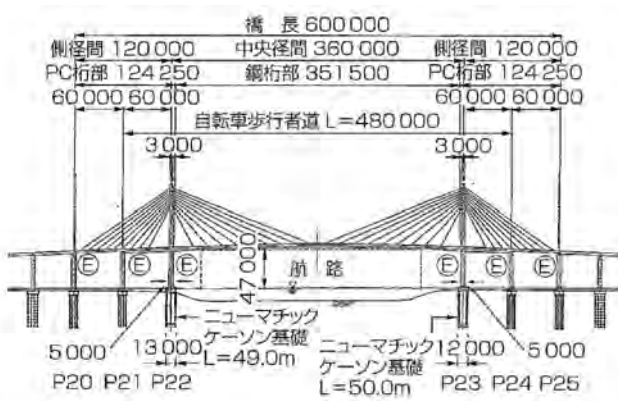 橋 長 600 000
側径間 120 000 中央径間 360 000 側径間 120 000
PC桁部 124 250 鋼桁部 351 500 PC桁部 124 250
60 000 60 000 60 000 60 000
自転車歩行者道 L=480 000
3 000 3 000
E E E 47 000 航 路 E E E
ニューマチック
ケーソン基礎
L=49.0m
ニューマチック
ケーソン基礎
L=50.0m
5 000 13 000 12 000 5 000
P20 P21 P22 P23 P24 P25